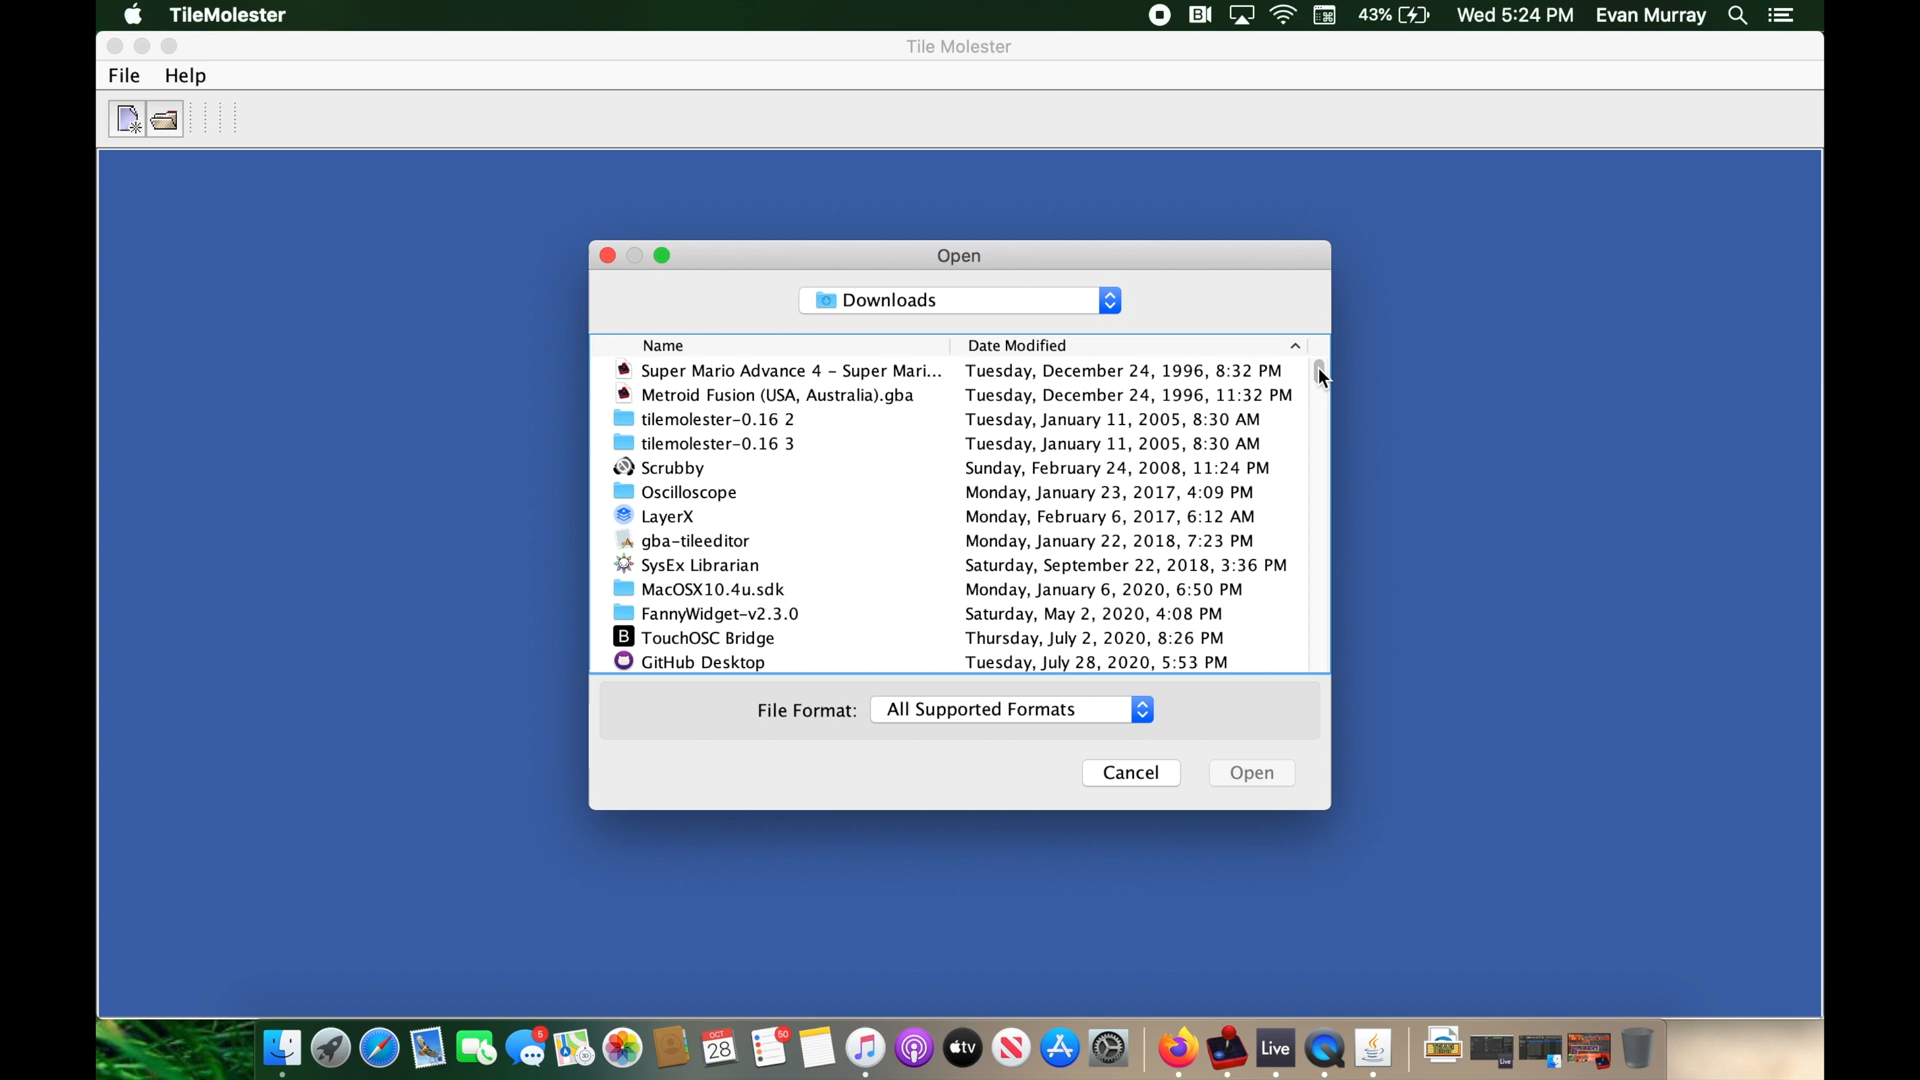 TileMolester
43%
Wed 5:24 PM
Evan Murray
Tile Molester
File
Help
Open
Downloads
Name
Date Modified
Super Mario Advance 4 – Super Mari... Tuesday, December 24, 1996, 8:32 PM
Metroid Fusion (USA, Australia).gba Tuesday, December 24, 1996, 11:32 PM
tilemolester-0.16 2 Tuesday, January 11, 2005, 8:30 AM
tilemolester-0.16 3 Tuesday, January 11, 2005, 8:30 AM
Scrubby Sunday, February 24, 2008, 11:24 PM
Oscilloscope Monday, January 23, 2017, 4:09 PM
LayerX Monday, February 6, 2017, 6:12 AM
gba-tileeditor Monday, January 22, 2018, 7:23 PM
SysEx Librarian Saturday, September 22, 2018, 3:36 PM
MacOSX10.4u.sdk Monday, January 6, 2020, 6:50 PM
FannyWidget-v2.3.0 Saturday, May 2, 2020, 4:08 PM
B TouchOSC Bridge Thursday, July 2, 2020, 8:26 PM
GitHub Desktop Tuesday, July 28, 2020, 5:53 PM
File Format: All Supported Formats
Cancel
Open
5
OCT
28
50
tv
Live